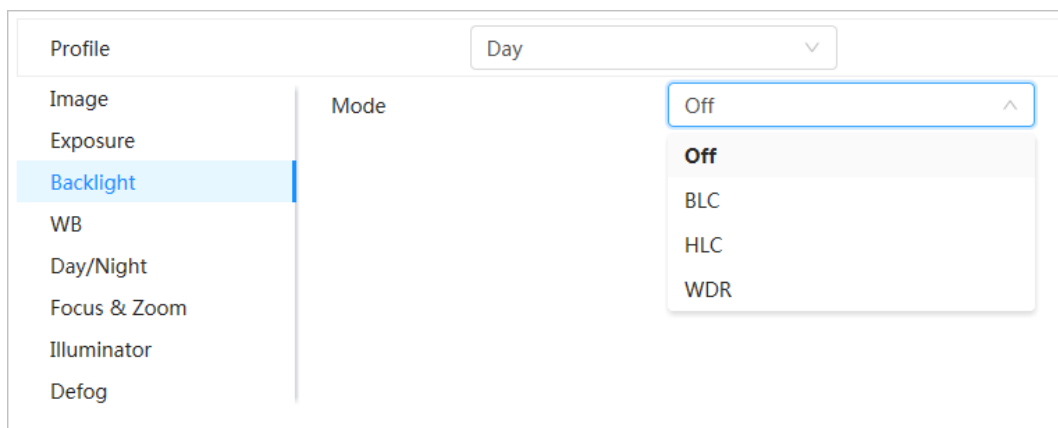 Profile
Day
Image
Mode
Off
Exposure
Off
Backlight
BLC
WB
HLC
Day/Night
WDR
Focus & Zoom
Illuminator
Defog